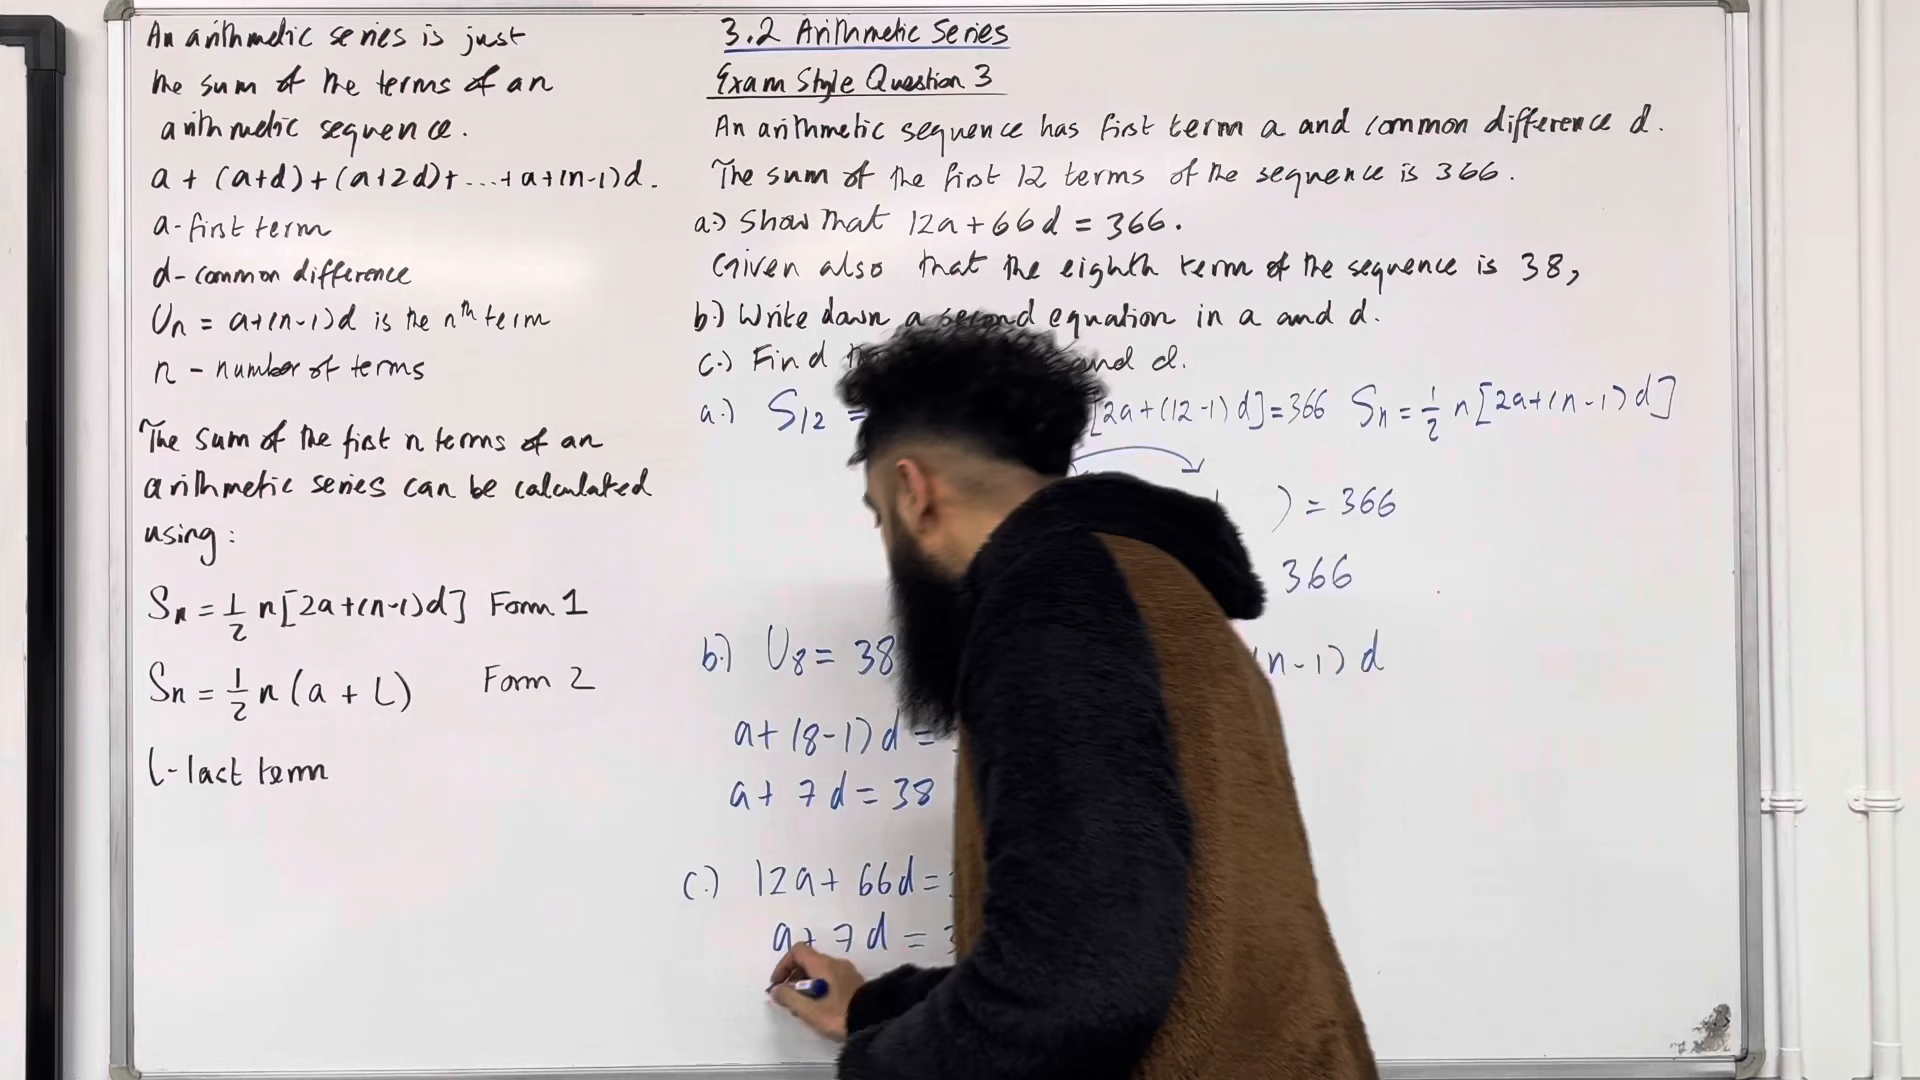 An arithmetic series is just
the sum of the terms of an
arithmetic sequence.
a + (a+d)+(a+2d)+...+a+(n-1)d.
a-first term
d-common difference
Un = a+(n-1)d is the nth term
n - number of terms
The sum of the first n terms of an
arithmetic series can be calculated
using:
Sn = 1/2 n[2a+(n-1)d] Form 1
Sn = 1/2 n (a + L) Form 2
L-last term
3.2 Arithmetic Series
Exam Style Question 3
An arithmetic sequence has first term a and common difference d.
The sum of the first 12 terms of the sequence is 366.
a.) Show that 12a+66d = 366.
Given also that the eighth term of the sequence is 38,
b.) Write down a second equation in a and d.
c.) Find and d.
a.) S12 = [2a+(12-1)d]=366 Sn = 1/2 n[2a+(n-1)d]
) = 366
366
b.) U8 = 38 n-1) d
a+(8-1)d =
a+ 7d = 38
c.) 12a+ 66d =
a+7d = 3